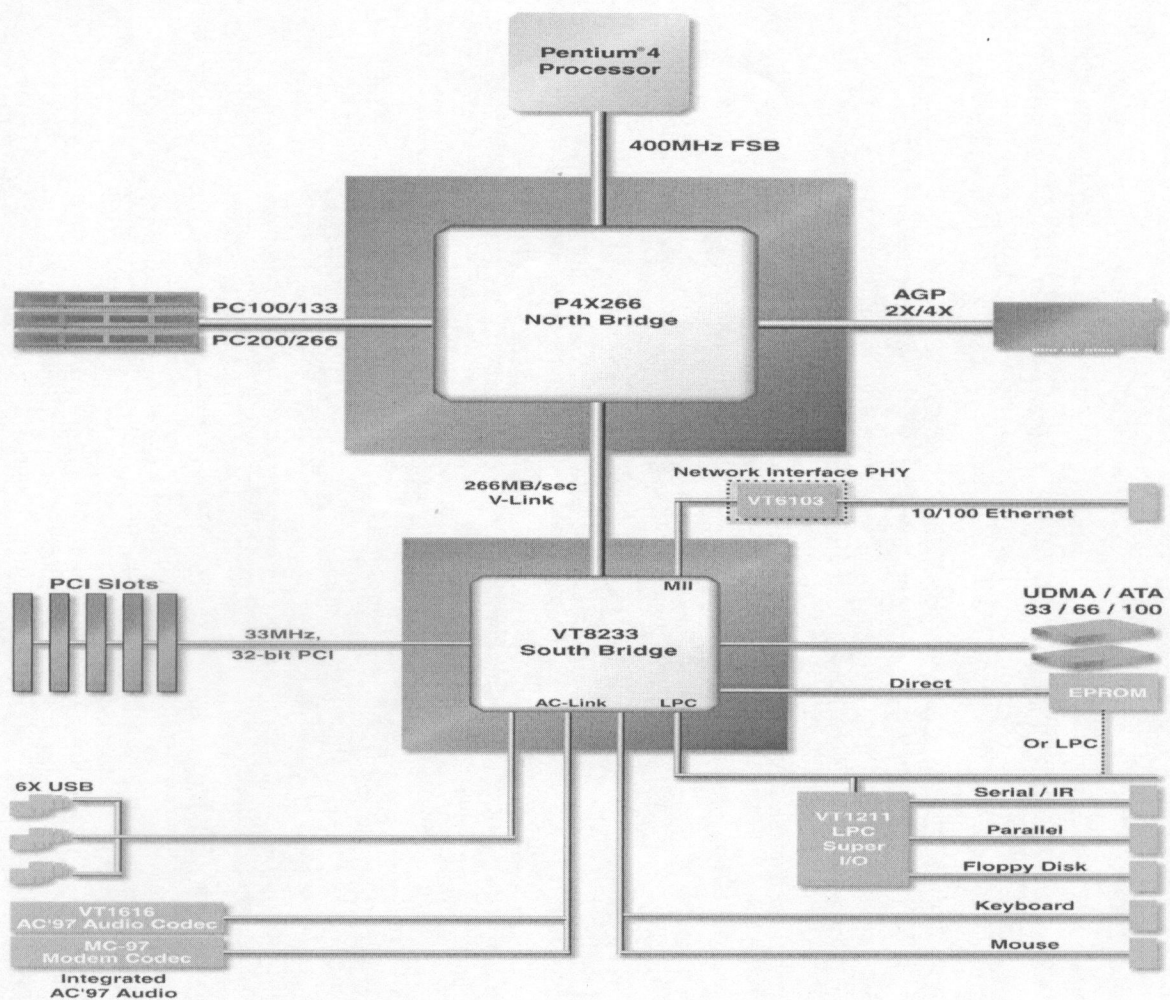 Pentium®4
Processor
400MHz FSB
P4X266
North Bridge
PC100/133
PC200/266
AGP
2X/4X
266MB/sec
V-Link
Network Interface PHY
VT6103
10/100 Ethernet
MII
PCI Slots
33MHz,
32-bit PCI
VT8233
South Bridge
UDMA / ATA
33 / 66 / 100
Direct
EPROM
AC-Link
LPC
Or LPC
6X USB
VT1211
LPC
Super
I/O
Serial / IR
Parallel
Floppy Disk
Keyboard
Mouse
VT1616
AC'97 Audio Codec
MC-97
Modem Codec
Integrated
AC'97 Audio